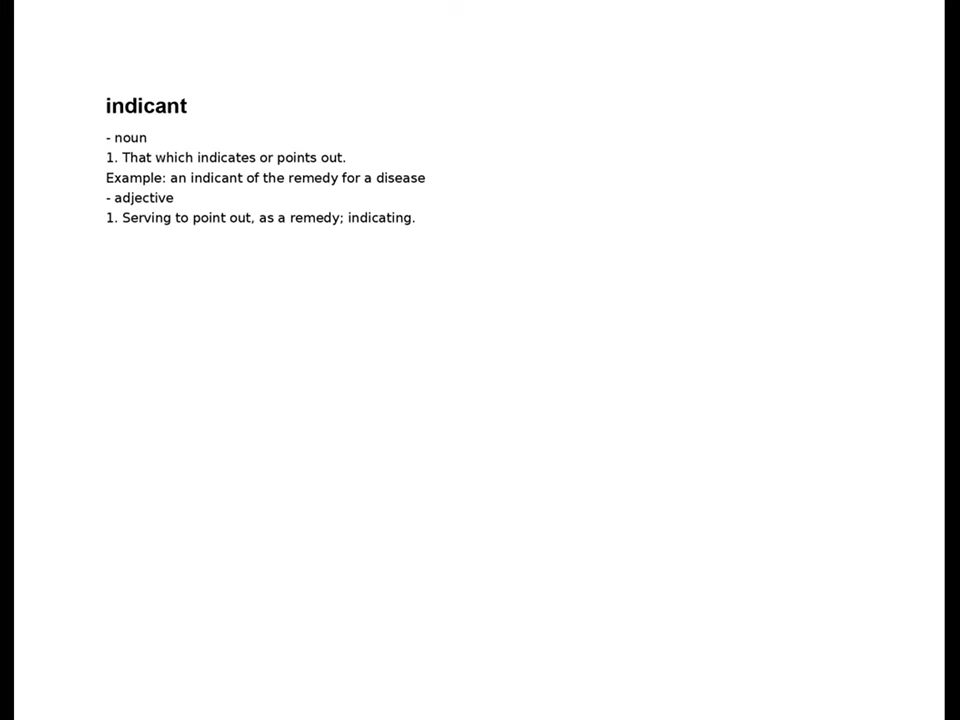 indicant
- noun
1. That which indicates or points out.
Example: an indicant of the remedy for a disease
- adjective
1. Serving to point out, as a remedy; indicating.